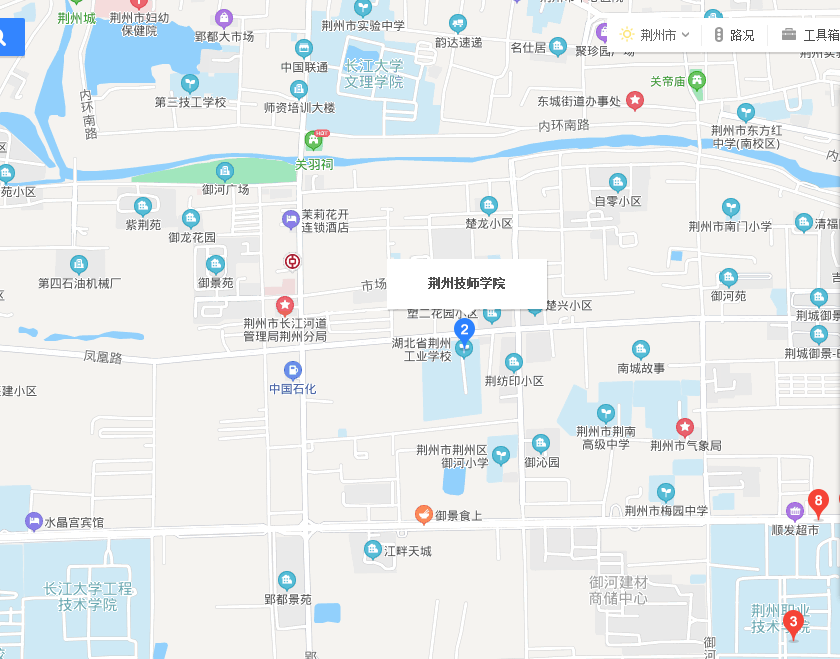 荆州城
荆州市妇幼
保健院
郢都大市场
荆州市实验中学
韵达速递
名仕居
聚珍园广场
荆州市
路况
工具箱
中国联通
长江大学
文理学院
第三技工学校
师资培训大楼
内环南路
关帝庙
东城街道办事处
内环南路
荆州市东方红
中学(南校区)
HOT
关羽祠
苑小区
御河广场
紫荆苑
御龙花园
茉莉花开
连锁酒店
楚龙小区
自零小区
荆州市南门小学
清福
第四石油机械厂
御景苑
市场
荆州技师学院
御河苑
荆州市长江河道
管理局荆州分局
塑二花园小区
楚兴小区
荆城御景
2
湖北省荆州
工业学校
凤凰路
荆纺印小区
南城故事
荆城御景-
中国石化
建小区
荆州市荆南
高级中学
荆州市气象局
荆州市荆州区
御河小学
御沁园
荆州市梅园中学
8
水晶宫宾馆
御景食上
顺发超市
江畔天城
长江大学工程
技术学院
郢都景苑
御河建材
商储中心
荆州职业
技术学院
3
御河
郢